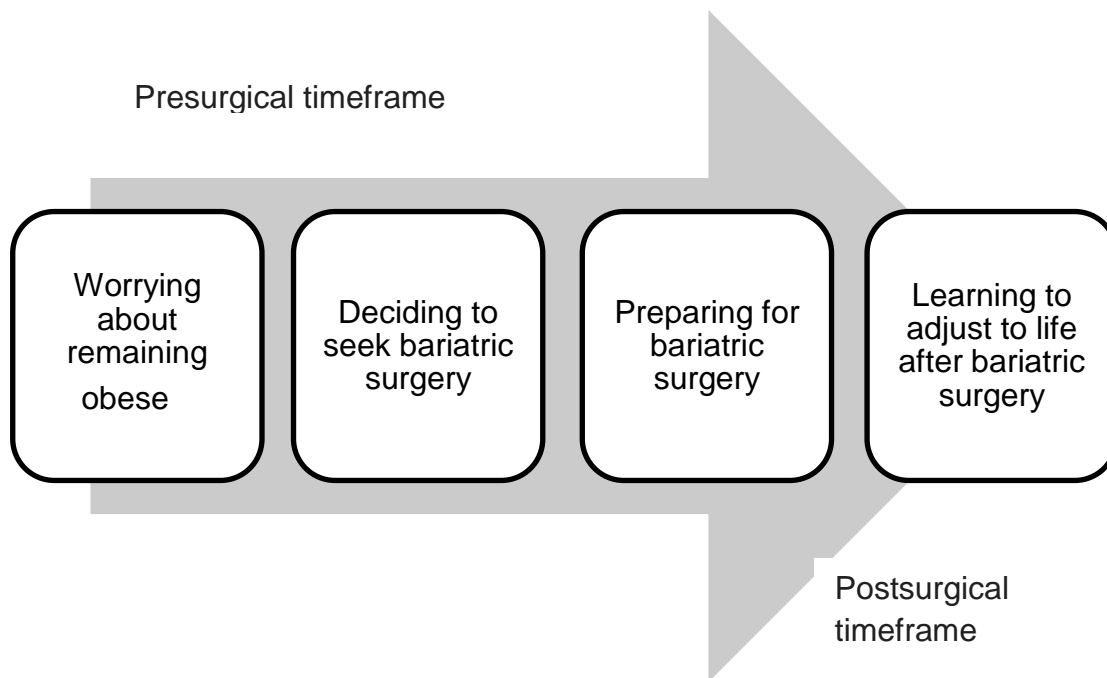 Presurgical timeframe
Worrying
about
remaining
obese
Deciding to
seek bariatric
surgery
Preparing for
bariatric
surgery
Learning to
adjust to life
after bariatric
surgery
Postsurgical
timeframe